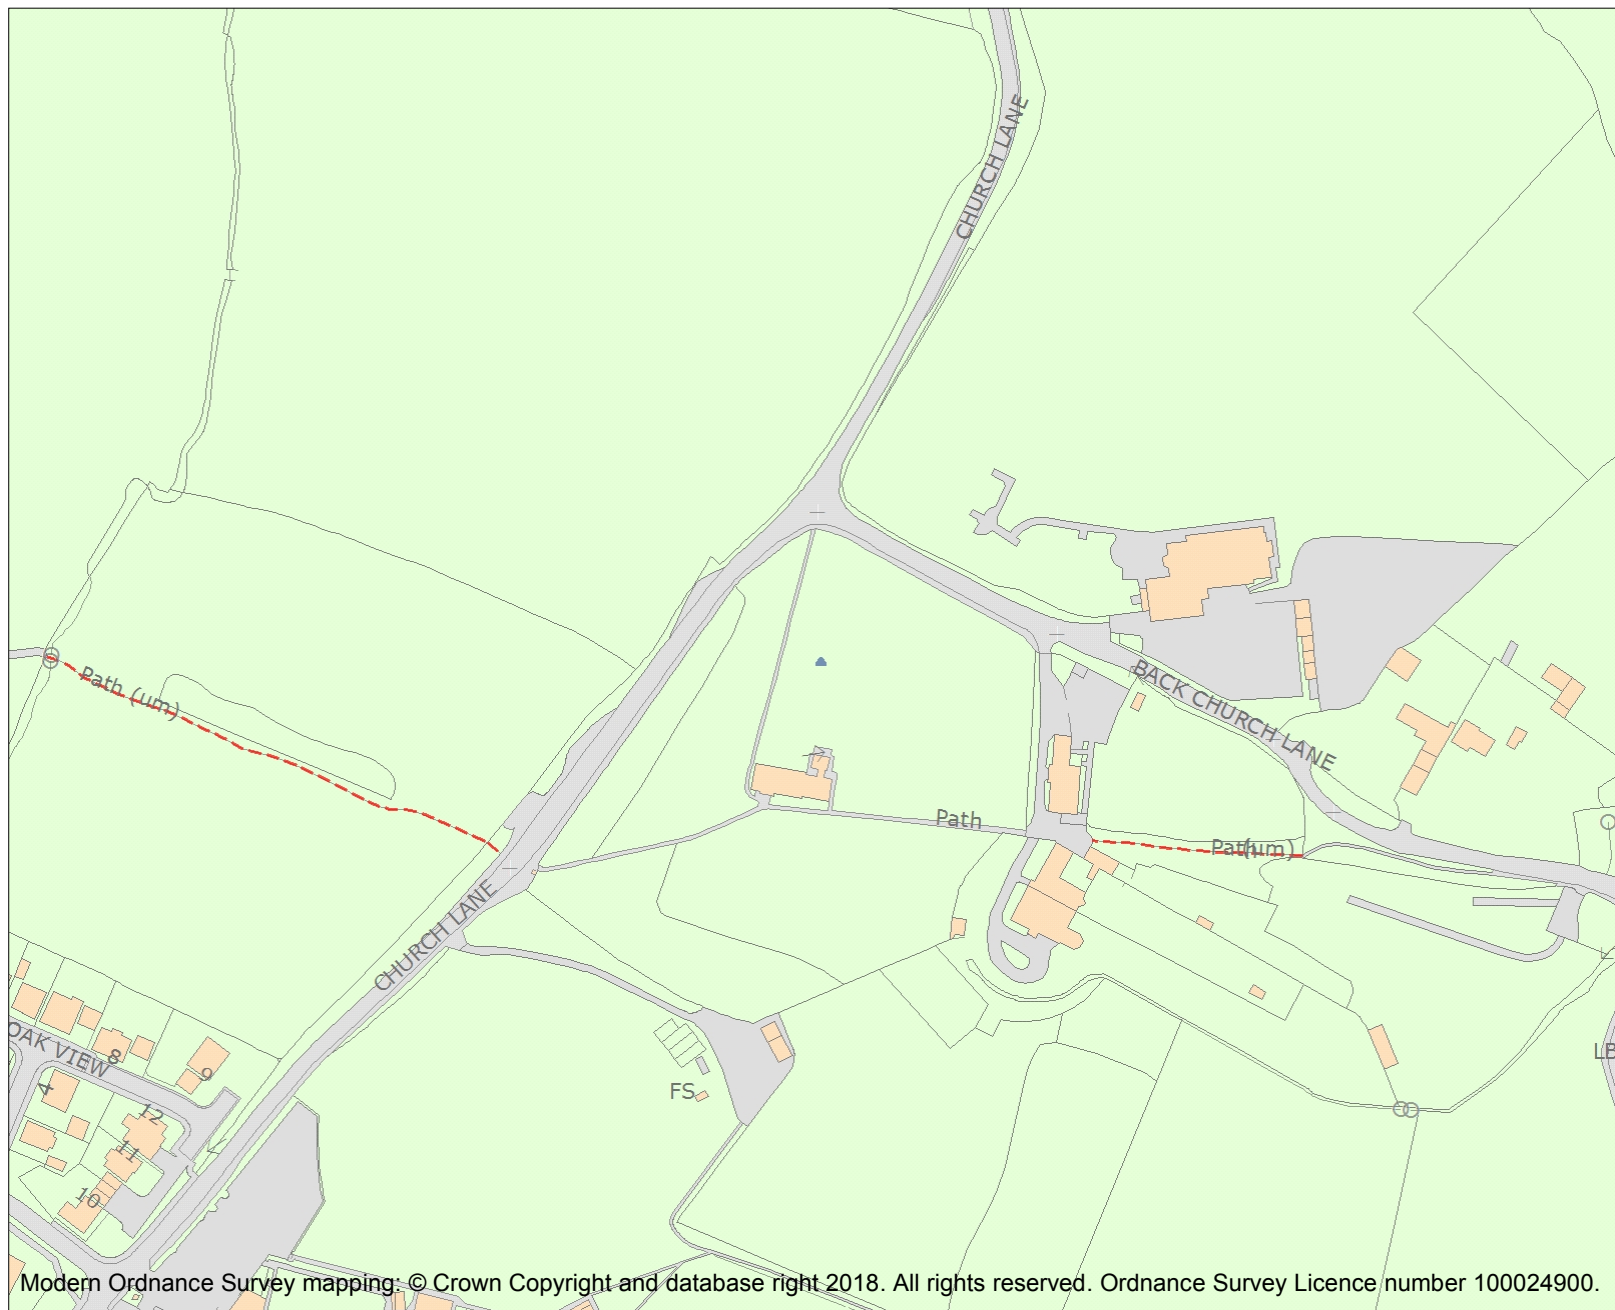 CHURCH LANE
Path (um)
BACK CHURCH LANE
Path
Path (um)
CHURCH LANE
OAK VIEW
8
9
4
12
11
10
FS
LB
Modern Ordnance Survey mapping: © Crown Copyright and database right 2018. All rights reserved. Ordnance Survey Licence number 100024900.